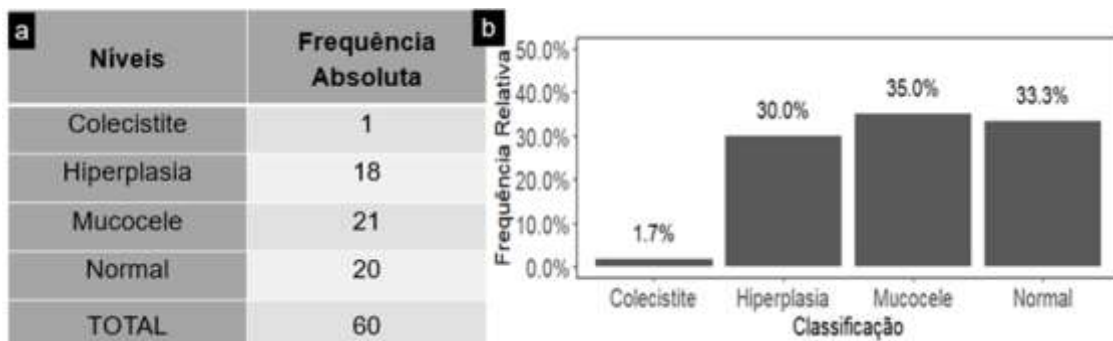 a
Níveis
Frequência
Absoluta
Colecistite 1
Hiperplasia 18
Mucocele 21
Normal 20
TOTAL 60
b
Frequência Relativa
50.0%
40.0%
30.0%
20.0%
10.0%
0.0%
1.7%
30.0%
35.0%
33.3%
Colecistite Hiperplasia Mucocele Normal
Classificação